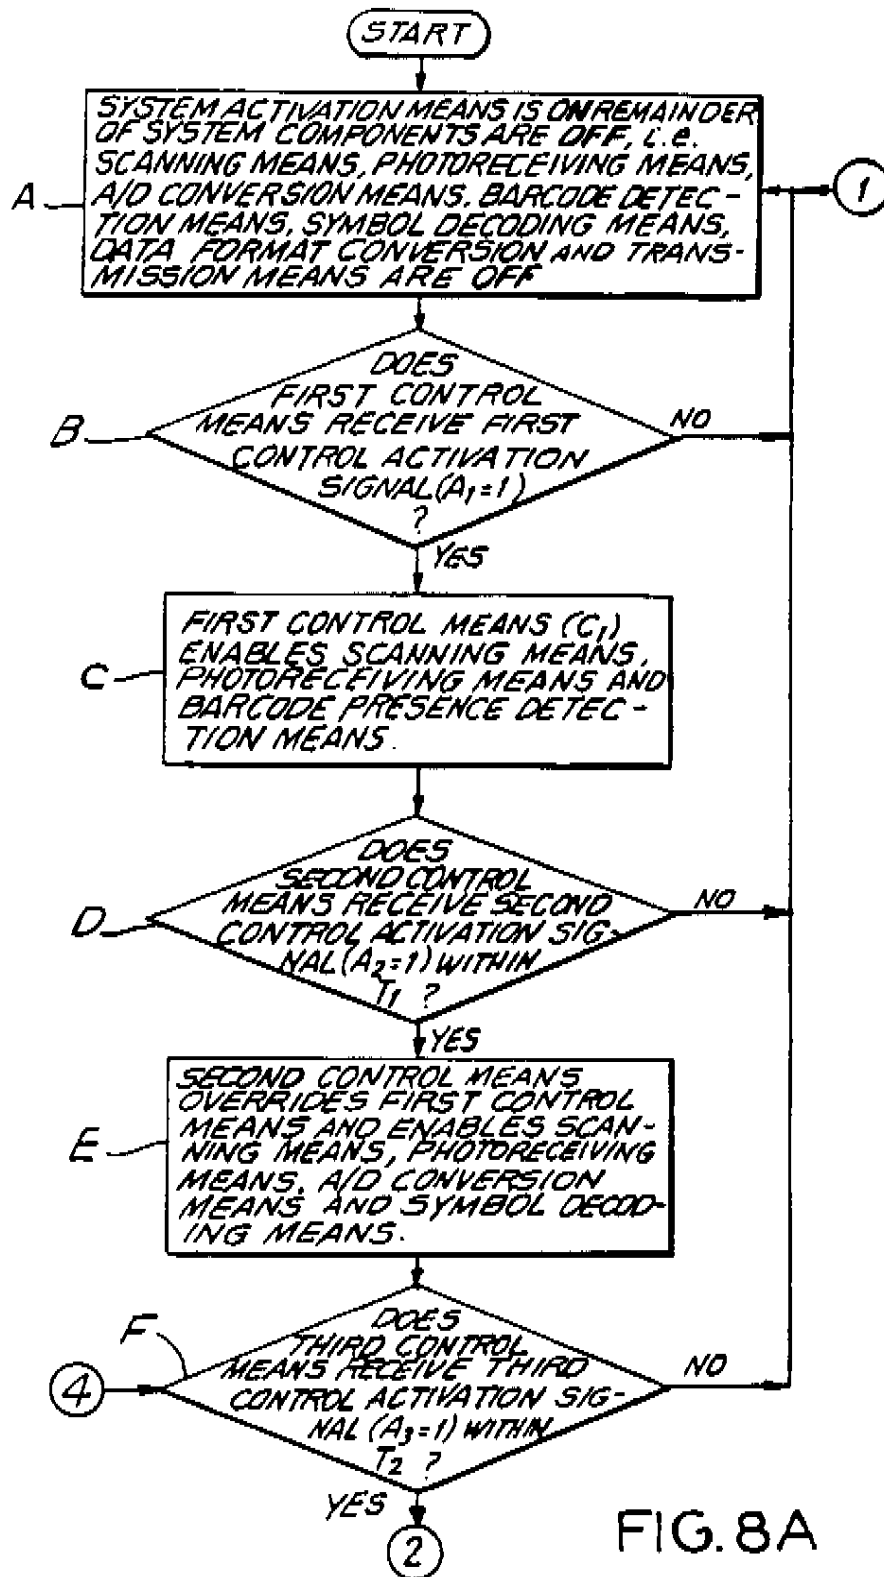 START
SYSTEM ACTIVATION MEANS IS ON REMAINDER
OF SYSTEM COMPONENTS ARE OFF, i.e.
SCANNING MEANS, PHOTORECEIVING MEANS,
A/D CONVERSION MEANS. BARCODE DETEC-
TION MEANS, SYMBOL DECODING MEANS,
DATA FORMAT CONVERSION AND TRANS-
MISSION MEANS ARE OFF
A
1
DOES
FIRST CONTROL
MEANS RECEIVE FIRST
CONTROL ACTIVATION
SIGNAL (A1=1)
?
B
NO
YES
FIRST CONTROL MEANS (C1)
ENABLES SCANNING MEANS,
PHOTORECEIVING MEANS AND
BARCODE PRESENCE DETEC-
TION MEANS.
C
DOES
SECOND CONTROL
MEANS RECEIVE SECOND
CONTROL ACTIVATION SIG-
NAL (A2=1) WITHIN
T1 ?
D
NO
YES
SECOND CONTROL MEANS
OVERRIDES FIRST CONTROL
MEANS AND ENABLES SCAN-
NING MEANS, PHOTORECEIVING
MEANS, A/D CONVERSION
MEANS AND SYMBOL DECOD-
ING MEANS.
E
DOES
THIRD CONTROL
MEANS RECEIVE THIRD
CONTROL ACTIVATION SIG-
NAL (A3=1) WITHIN
T2 ?
F
4
NO
YES
2
FIG. 8A